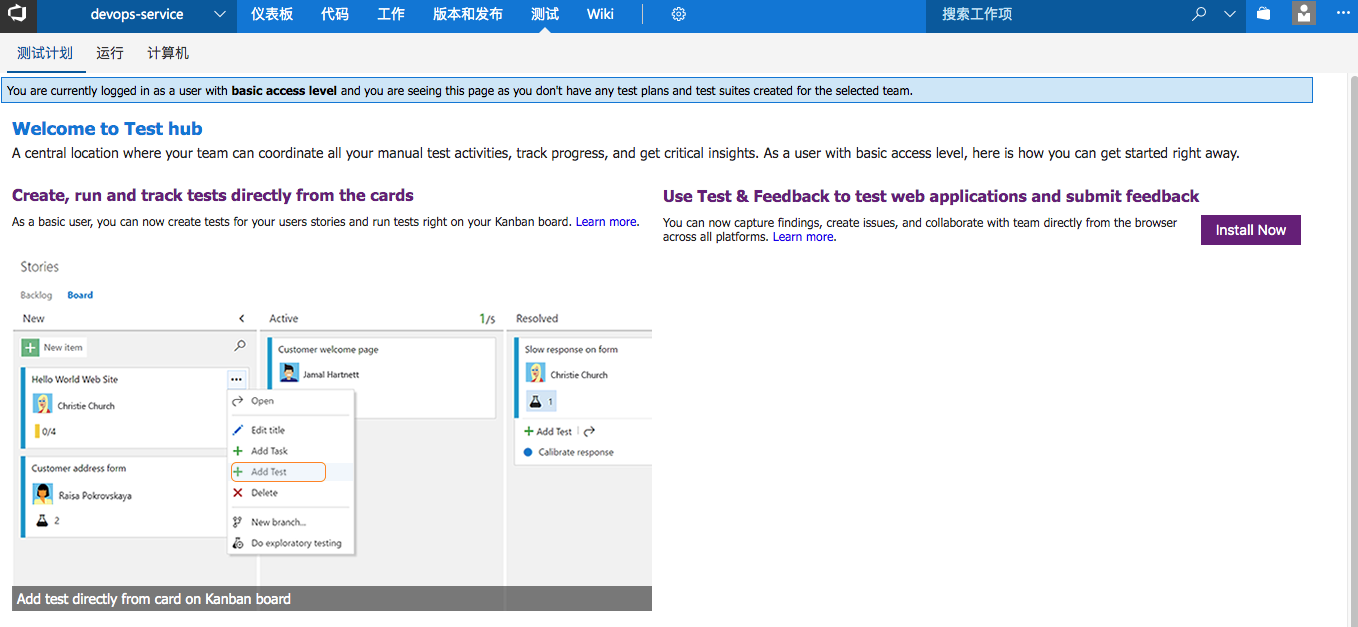 devops-service 仪表板 代码 工作 版本和发布 测试 Wiki 搜索工作项
测试计划 运行 计算机
You are currently logged in as a user with basic access level and you are seeing this page as you don't have any test plans and test suites created for the selected team.
Welcome to Test hub
A central location where your team can coordinate all your manual test activities, track progress, and get critical insights. As a user with basic access level, here is how you can get started right away.
Create, run and track tests directly from the cards
As a basic user, you can now create tests for your users stories and run tests right on your Kanban board. Learn more.
Use Test & Feedback to test web applications and submit feedback
You can now capture findings, create issues, and collaborate with team directly from the browser
across all platforms. Learn more.
Install Now
Stories
Backlog Board
New
New item
Hello World Web Site
Christie Church
0/4
Customer address form
Raisa Pokrovskaya
2
Open
Edit title
Add Task
Add Test
Delete
New branch...
Do exploratory testing
Active 1/5
Customer welcome page
Jamal Hartnett
Resolved
Slow response on form
Christie Church
1
Add Test
Calibrate response
Add test directly from card on Kanban board